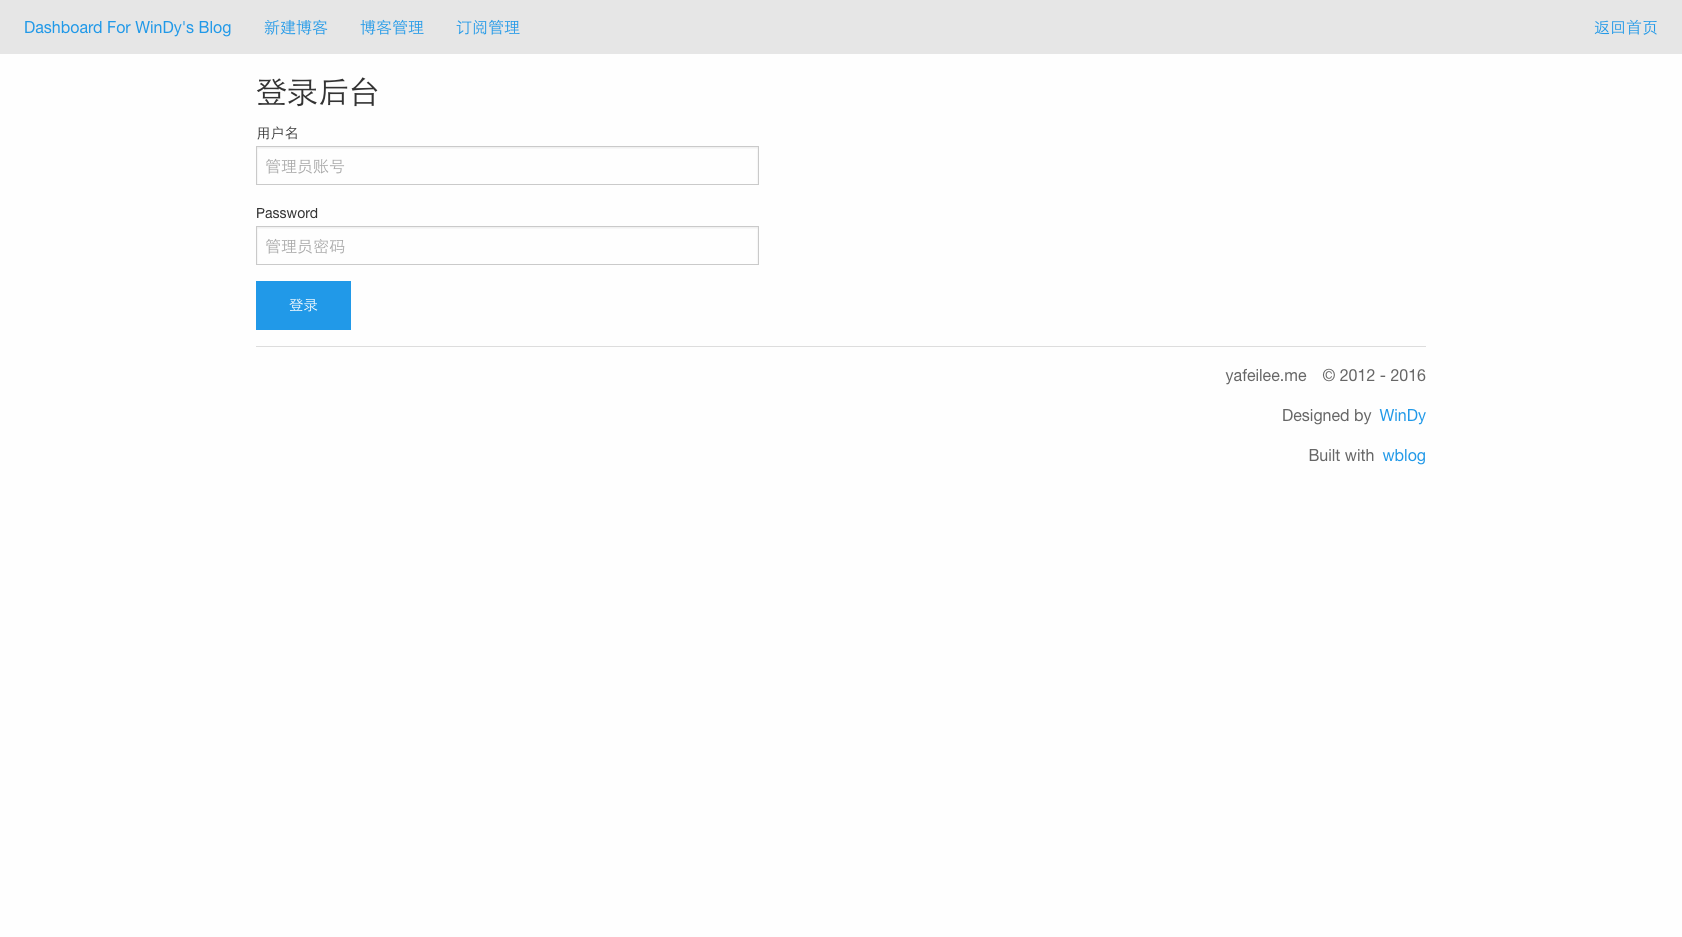 Dashboard For WinDy's Blog 新建博客 博客管理 订阅管理 返回首页
登录后台
用户名
管理员账号
Password
管理员密码
登录
yafeilee.me © 2012 - 2016
Designed by WinDy
Built with wblog